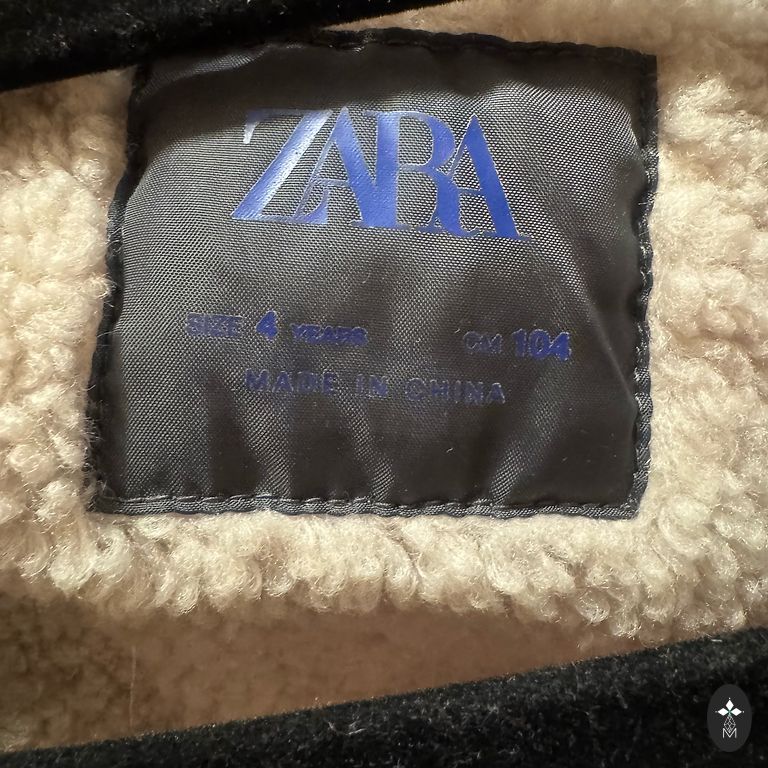 ZARA
SIZE 4 YEARS CM 104
MADE IN CHINA
M